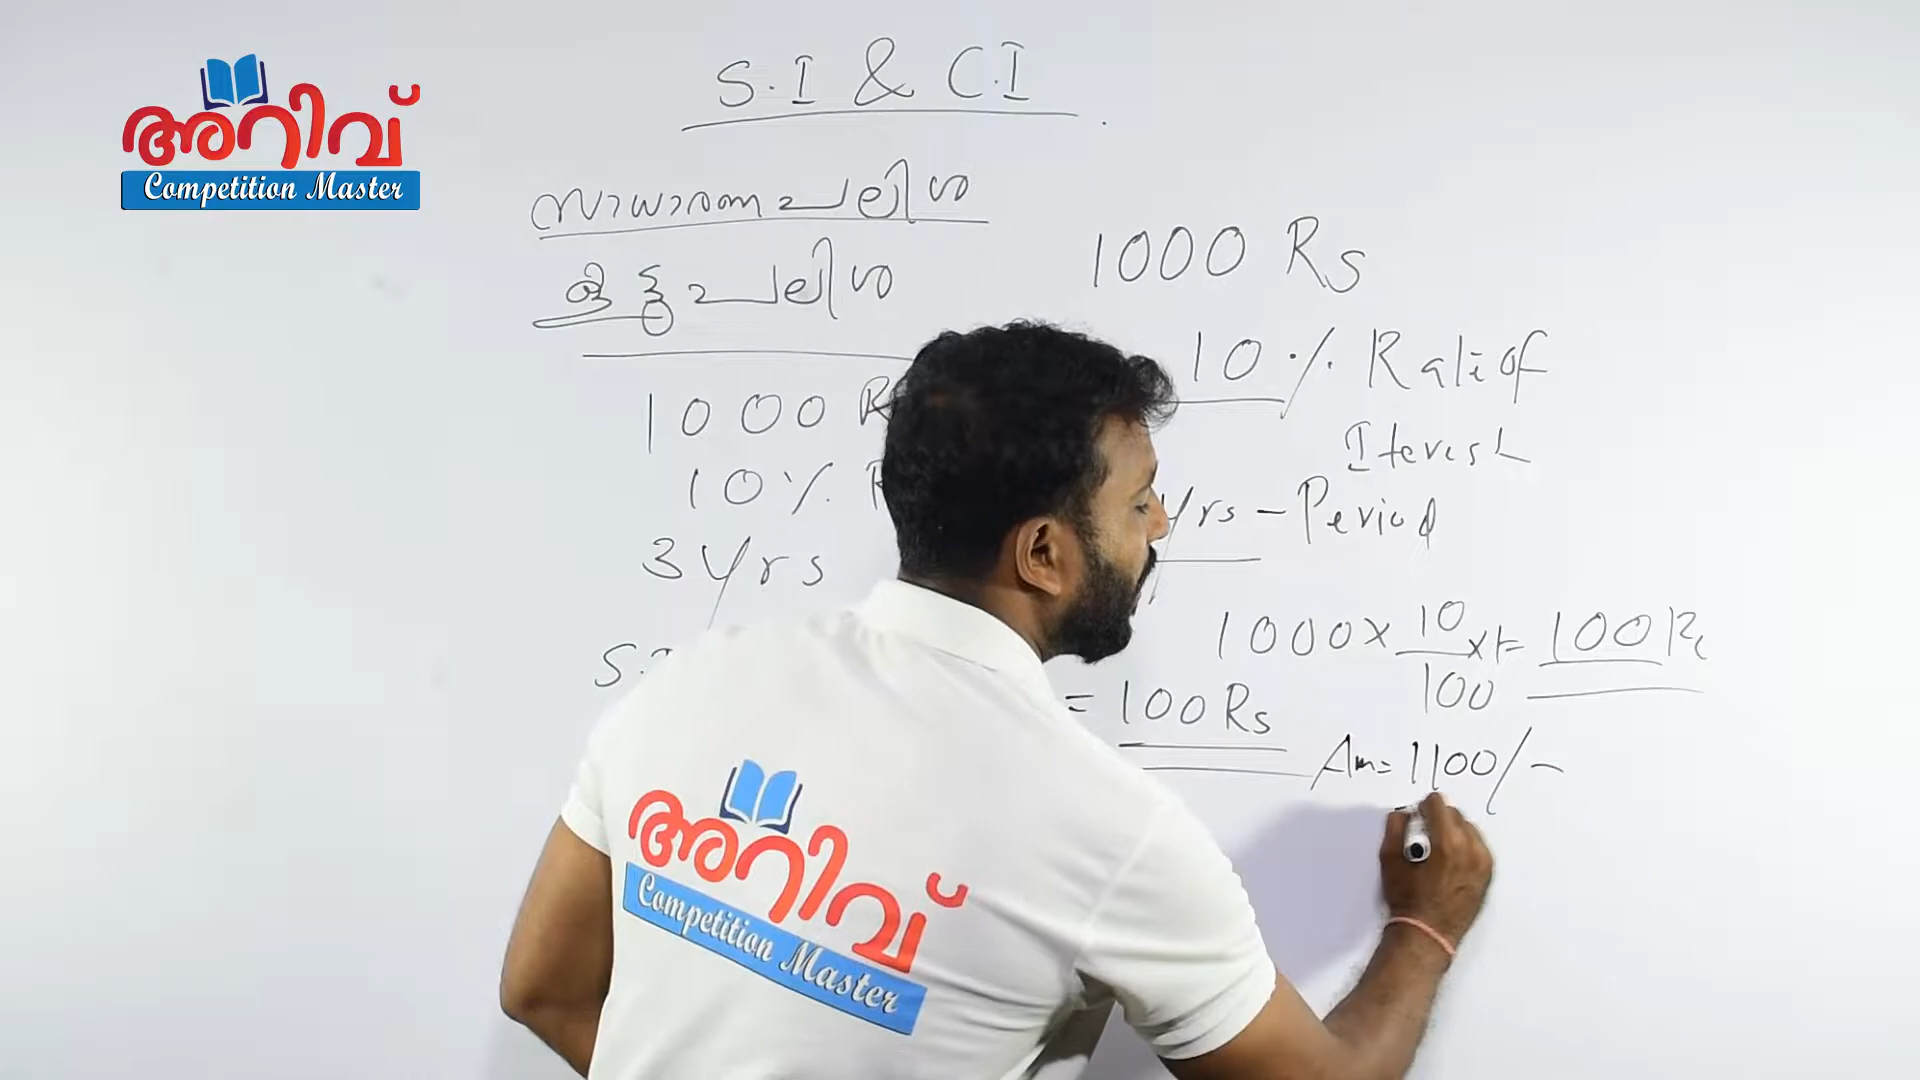 അറിവ്
Competition Master
S.I & C.I
സാധാരണ പലിശ
കൂട്ടുപലിശ
1000 Rs
10 % Rate of
Iterest
Yrs - Period
1000 R
10 %
3 Yrs
S.
1000 × 10/100 × 1 = 100 Rs
= 100 Rs
Am = 1100/-
അറിവ്
Competition Master